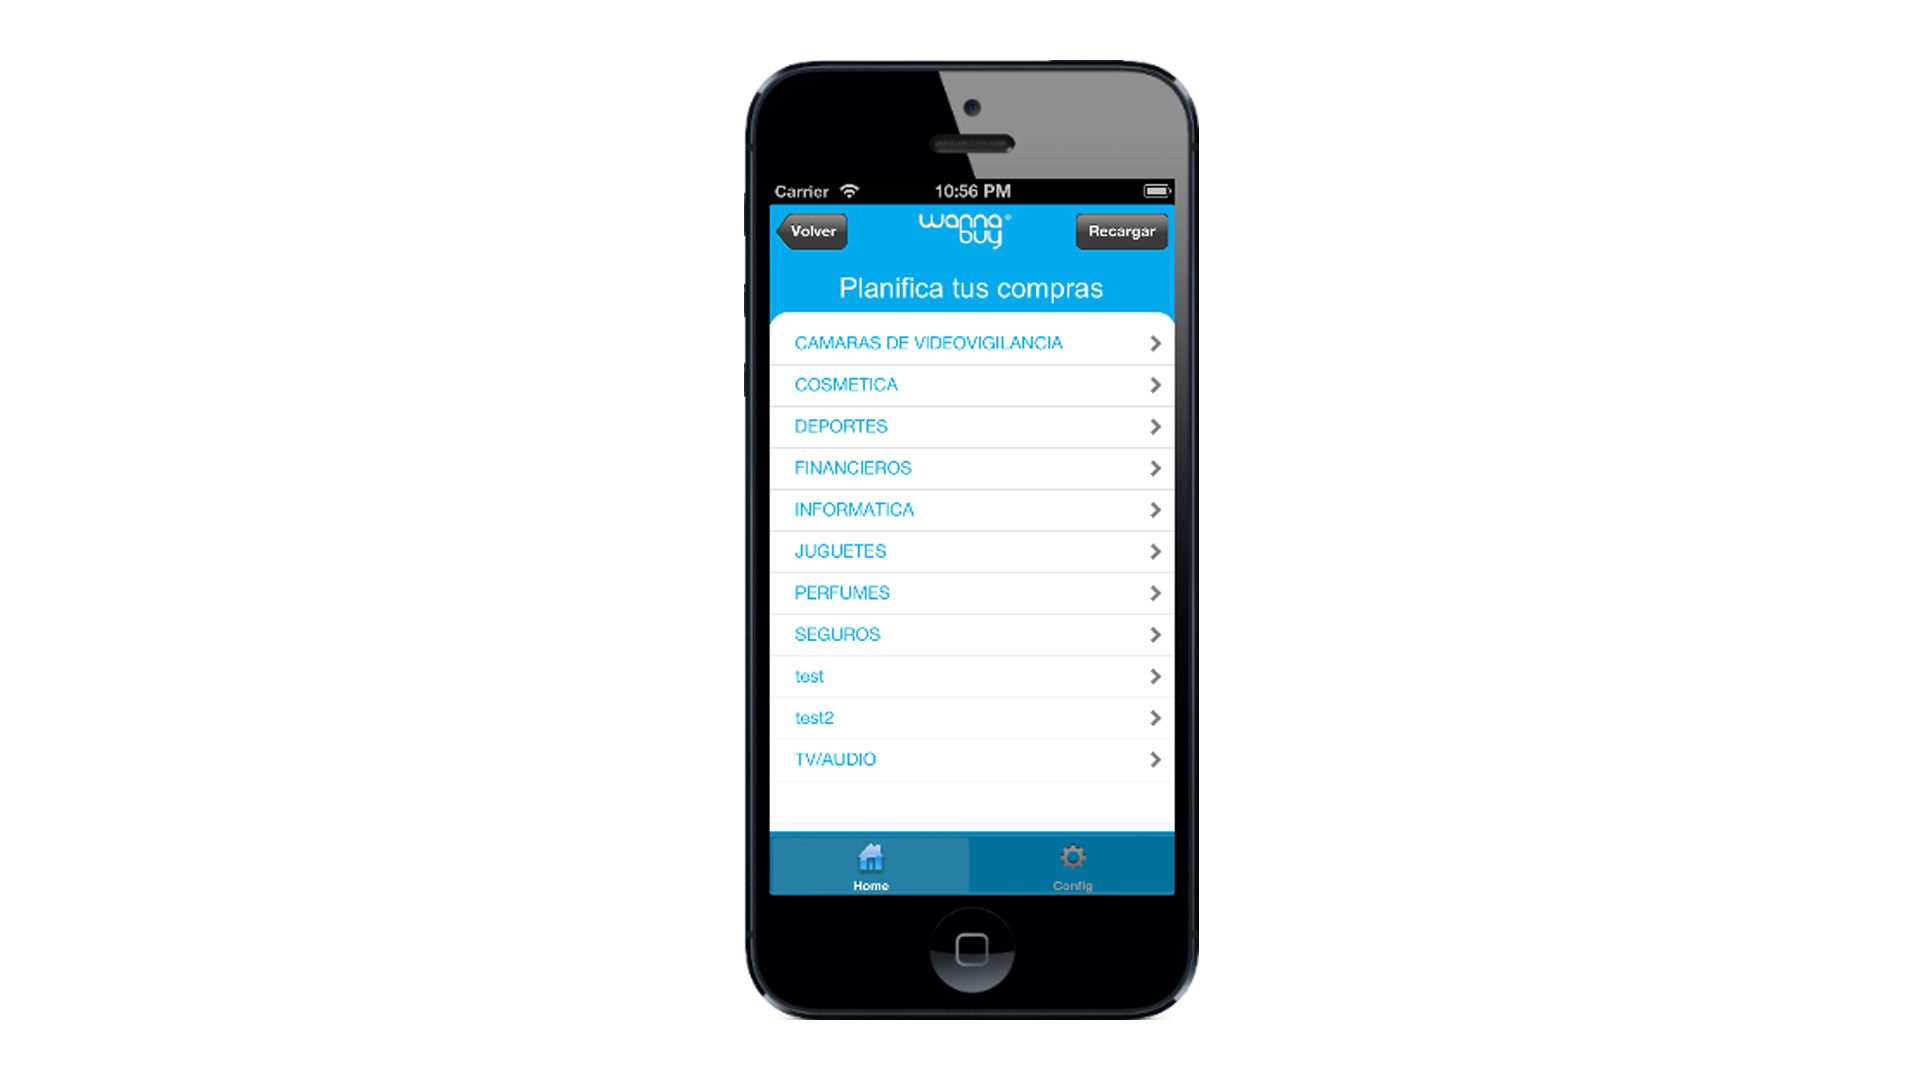 Carrier 10:56 PM
Volver wanna® Recargar
buy
Planifica tus compras
CAMARAS DE VIDEOVIGILANCIA
COSMETICA
DEPORTES
FINANCIEROS
INFORMATICA
JUGUETES
PERFUMES
SEGUROS
test
test2
TV/AUDIO
Home Config